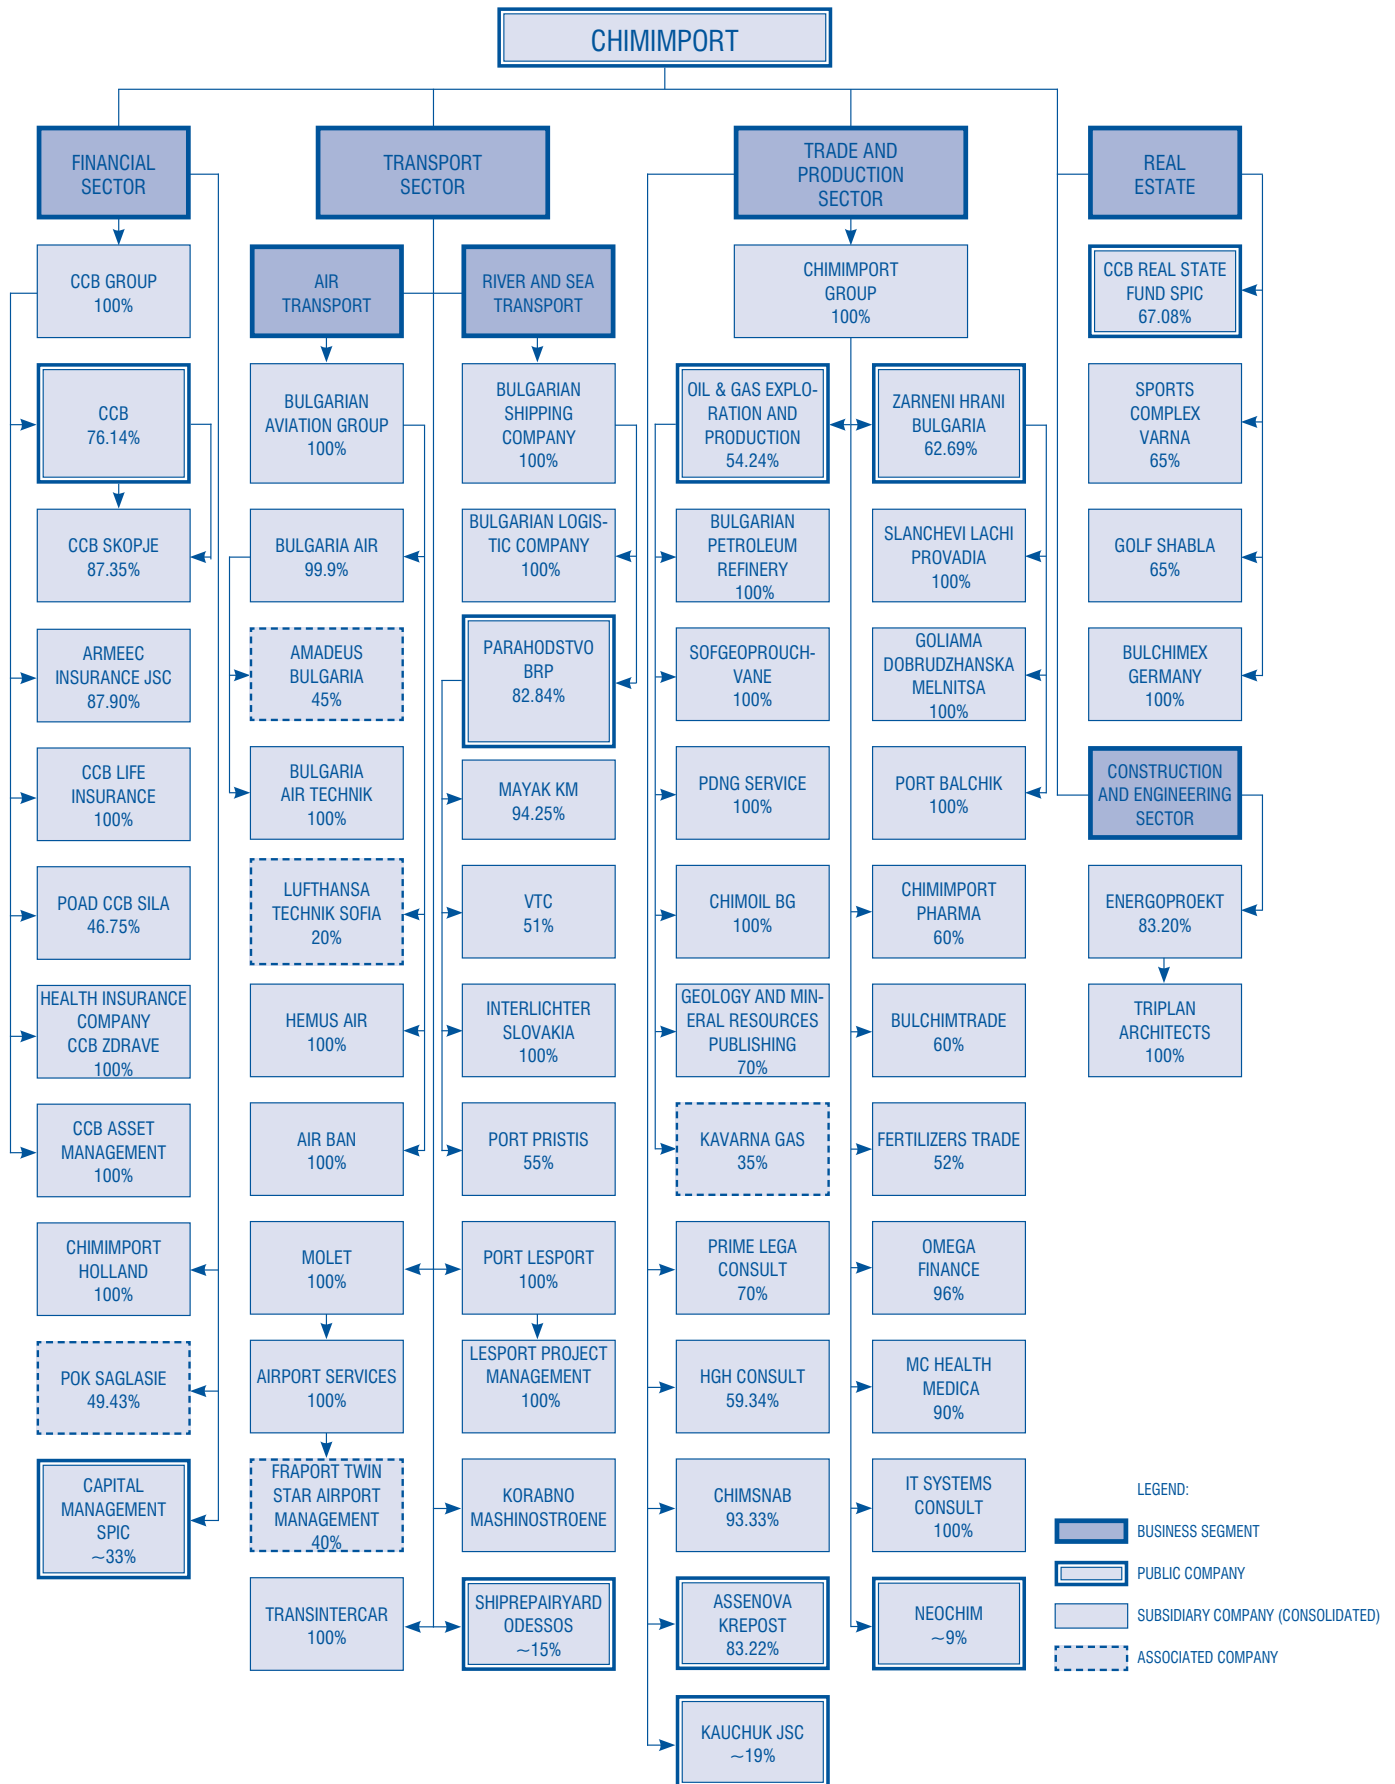 CHIMIMPORT
FINANCIAL
SECTOR
CCB GROUP
100%
CCB
76.14%
CCB SKOPJE
87.35%
ARMEEC
INSURANCE JSC
87.90%
CCB LIFE
INSURANCE
100%
POAD CCB SILA
46.75%
HEALTH INSURANCE
COMPANY
CCB ZDRAVE
100%
CCB ASSET
MANAGEMENT
100%
CHIMIMPORT
HOLLAND
100%
POK SAGLASIE
49.43%
CAPITAL
MANAGEMENT
SPIC
~33%
TRANSPORT
SECTOR
AIR
TRANSPORT
BULGARIAN
AVIATION GROUP
100%
BULGARIA AIR
99.9%
AMADEUS
BULGARIA
45%
BULGARIA
AIR TECHNIK
100%
LUFTHANSA
TECHNIK SOFIA
20%
HEMUS AIR
100%
AIR BAN
100%
MOLET
100%
AIRPORT SERVICES
100%
FRAPORT TWIN
STAR AIRPORT
MANAGEMENT
40%
TRANSINTERCAR
100%
RIVER AND SEA
TRANSPORT
BULGARIAN
SHIPPING
COMPANY
100%
BULGARIAN LOGIS-
TIC COMPANY
100%
PARAHODSTVO
BRP
82.84%
MAYAK KM
94.25%
VTC
51%
INTERLICHTER
SLOVAKIA
100%
PORT PRISTIS
55%
PORT LESPORT
100%
LESPORT PROJECT
MANAGEMENT
100%
KORABNO
MASHINOSTROENE
SHIPREPAIRYARD
ODESSOS
~15%
TRADE AND
PRODUCTION
SECTOR
CHIMIMPORT
GROUP
100%
OIL & GAS EXPLO-
RATION AND
PRODUCTION
54.24%
BULGARIAN
PETROLEUM
REFINERY
100%
SOFGEOPROUCH-
VANE
100%
PDNG SERVICE
100%
CHIMOIL BG
100%
GEOLOGY AND MIN-
ERAL RESOURCES
PUBLISHING
70%
KAVARNA GAS
35%
PRIME LEGA
CONSULT
70%
HGH CONSULT
59.34%
CHIMSNAB
93.33%
ASSENOVA
KREPOST
83.22%
KAUCHUK JSC
~19%
ZARNENI HRANI
BULGARIA
62.69%
SLANCHEVI LACHI
PROVADIA
100%
GOLIAMA
DOBRUDZHANSKA
MELNITSA
100%
PORT BALCHIK
100%
CHIMIMPORT
PHARMA
60%
BULCHIMTRADE
60%
FERTILIZERS TRADE
52%
OMEGA
FINANCE
96%
MC HEALTH
MEDICA
90%
IT SYSTEMS
CONSULT
100%
NEOCHIM
~9%
REAL
ESTATE
CCB REAL STATE
FUND SPIC
67.08%
SPORTS
COMPLEX
VARNA
65%
GOLF SHABLA
65%
BULCHIMEX
GERMANY
100%
CONSTRUCTION
AND ENGINEERING
SECTOR
ENERGOPROEKT
83.20%
TRIPLAN
ARCHITECTS
100%
LEGEND:
BUSINESS SEGMENT
PUBLIC COMPANY
SUBSIDIARY COMPANY (CONSOLIDATED)
ASSOCIATED COMPANY